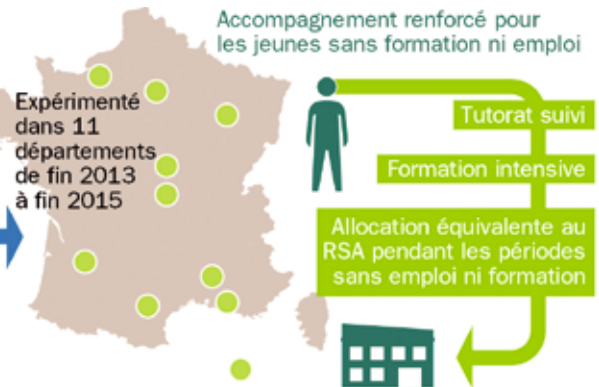 Accompagnement renforcé pour
les jeunes sans formation ni emploi
Expérimenté
dans 11
départements
de fin 2013
à fin 2015
Tutorat suivi
Formation intensive
Allocation équivalente au
RSA pendant les périodes
sans emploi ni formation